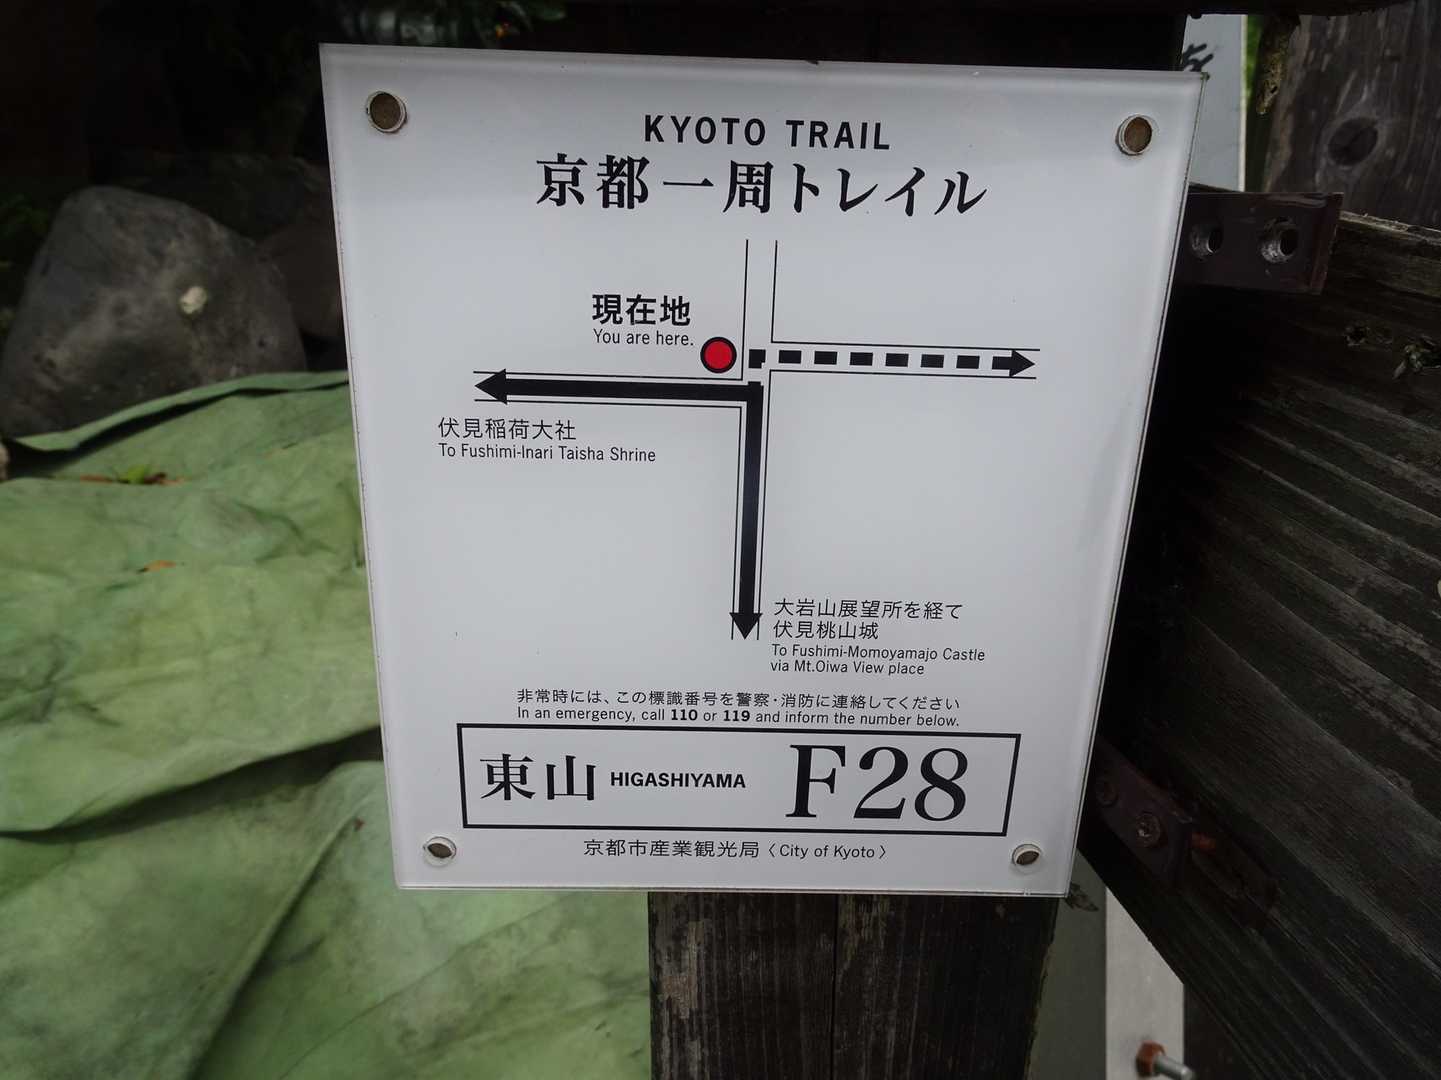 KYOTO TRAIL
京都一周トレイル
現在地
You are here.
伏見稲荷大社
To Fushimi-Inari Taisha Shrine
大岩山展望所を経て
伏見桃山城
To Fushimi-Momoyamajo Castle
via Mt.Oiwa View place
非常時には、この標識番号を警察・消防に連絡してください
In an emergency, call 110 or 119 and inform the number below.
東山 HIGASHIYAMA F28
京都市産業観光局〈City of Kyoto〉